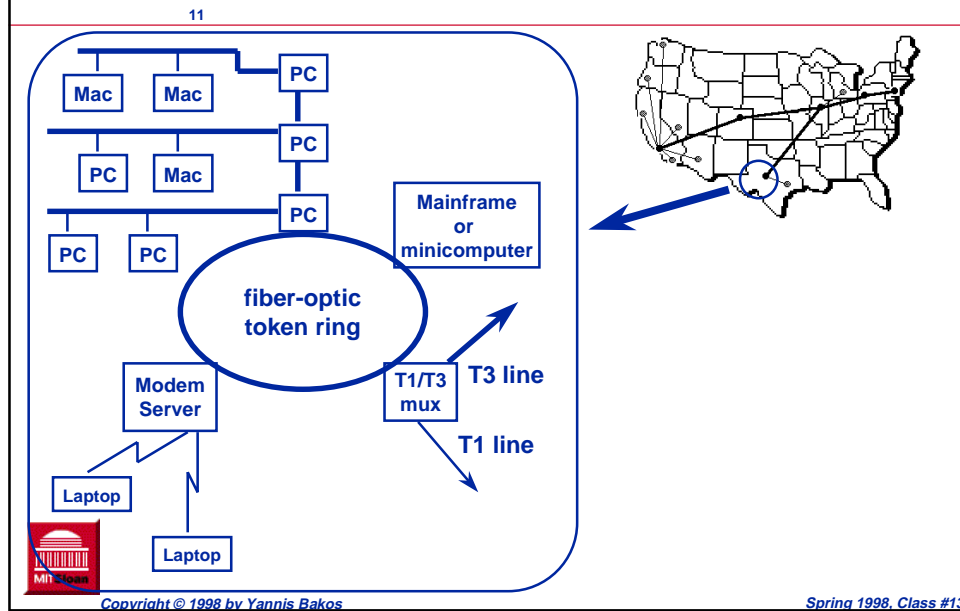 11
PC
Mac
Mac
PC
PC
Mac
PC
Mainframe
or
minicomputer
PC
PC
fiber-optic
token ring
Modem
Server
T1/T3
mux
T3 line
T1 line
Laptop
Laptop
MIT Sloan
Copyright © 1998 by Yannis Bakos
Spring 1998, Class #13